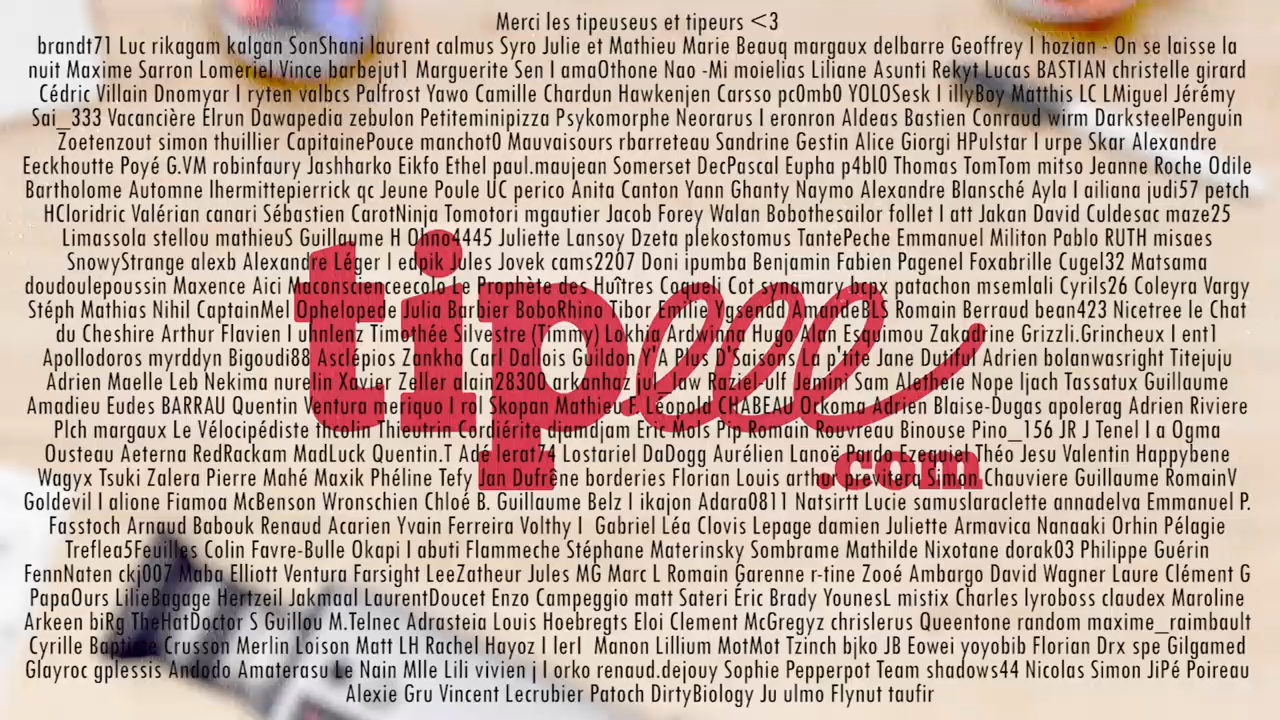 Merci les tipeuseus et tipeurs <3
brandt71 Luc rikagam kalgan SonShani laurent calmus Syro Julie et Mathieu Marie Beauq margaux delbarre Geoffrey I hozian - On se laisse la
nuit Maxime Sarron Lomeriel Vince barbejut1 Marguerite Sen I amaOthone Nao -Mi moielias Liliane Asunti Rekyt Lucas BASTIAN christelle girard
Cédric Villain Dnomyar I ryten valbcs Palfrost Yawo Camille Chardun Hawkenjen Carsso pc0mb0 YOLOSesk I illyBoy Matthis LC LMiguel Jérémy
Sai_333 Vacancière Elrun Dawapedia zebulon Petiteminipizza Psykomorphe Neorarus I eronron Aldeas Bastien Conraud wirm DarksteelPenguin
Zoetenzout simon thuillier CapitainePouce manchot0 Mauvaisours rbarreteau Sandrine Gestin Alice Giorgi HPulstar I urpe Skar Alexandre
Eeckhoutte Poyé G.VM robinfaury Jashharko Eikfo Ethel paul.maujean Somerset DecPascal Eupha p4bl0 Thomas TomTom mitso Jeanne Roche Odile
Bartholome Automne lhermittepierrick qc Jeune Poule UC perico Anita Canton Yann Ghanty Naymo Alexandre Blansché Ayla I ailiana judi57 petch
HCloridric Valérian canari Sébastien CarotNinja Tomotori mgautier Jacob Forey Walan Bobothesailor follet I att Jakan David Culdesac maze25
Limassola stellou mathieuS Guillaume H Ohno4445 Juliette Lansoy Dzeta plekostomus TantePeche Emmanuel Militon Pablo RUTH misaes
SnowyStrange alexb Alexandre Léger I edpik Jules Jovek cams2207 Doni ipumba Benjamin Fabien Pagenel Foxabrille Cugel32 Matsama
doudoulepoussin Maxence Aici Maconscienceecolo Le Prophète des Huîtres Coqueli Cot synamary bcpx patachon msemlali Cyrils26 Coleyra Vargy
Stéph Mathias Nihil CaptainMel Ophelopede Julia Barbier BoboRhino Tibor Emilie Ygsendd AmandeBLS Romain Berraud bean423 Nicetree le Chat
du Cheshire Arthur Flavien I umnlenz Timothée Silvestre (Timmy) Lokhia Ardwinna Hugo Alan Esquimou Zakadrine Grizzli.Grincheux I ent1
Apollodoros myrddyn Bigoudi88 Asclépios Zankho Carl Dallois Guildon Y'A Plus D'Saisons La p'tite Jane Dutiful Adrien bolanwasright Titejuju
Adrien Maelle Leb Nekima nurelin Xavier Zeller alain28300 arkanhaz jul_law Raziel-ulf Jemini Sam Aletheie Nope ljach Tassatux Guillaume
Amadieu Eudes BARRAU Quentin Ventura meriquo I rol Skopan Mathieu F. Léopold CHABEAU Orkoma Adrien Blaise-Dugas apolerag Adrien Riviere
Plch margaux Le Vélocipédiste thcolin Thieutrin Cordiérite djamdjam Eric Mols Pip Romain Rouvreau Binouse Pino_156 JR J Tenel I a Ogma
Ousteau Aeterna RedRackam MadLuck Quentin.T Adé lerat74 Lostariel DaDogg Aurélien Lanoë Pardo Ezequiel Théo Jesu Valentin Happybene
Wagyx Tsuki Zalera Pierre Mahé Maxik Phéline Tefy Jan Dufrêne borderies Florian Louis arthur previtera Simon Chauviere Guillaume RomainV
Goldevil I alione Fiamoa McBenson Wronschien Chloé B. Guillaume Belz I ikajon Adara0811 Natsirtt Lucie samuslaraclette annadelva Emmanuel P.
Fasstoch Arnaud Babouk Renaud Acarien Yvain Ferreira Volthy I Gabriel Léa Clovis Lepage damien Juliette Armavica Nanaaki Orhin Pélagie
Treflea5Feuilles Colin Favre-Bulle Okapi I abuti Flammeche Stéphane Materinsky Sombrame Mathilde Nixotane dorak03 Philippe Guérin
FennNaten ckj007 Maba Elliott Ventura Farsight LeeZatheur Jules MG Marc L Romain Garenne r-tine Zooé Ambargo David Wagner Laure Clément G
PapaOurs LilieBagage Hertzeil Jakmaal LaurentDoucet Enzo Campeggio matt Sateri Éric Brady YounesL mistix Charles lyroboss claudex Maroline
Arkeen biRg TheHatDoctor S Guillou M.Telnec Adrasteia Louis Hoebregts Eloi Clement McGregyz chrislerus Queentone random maxime_raimbault
Cyrille Baptiste Crusson Merlin Loison Matt LH Rachel Hayoz I lerI Manon Lillium MotMot Tzinch bjko JB Eowei yoyobib Florian Drx spe Gilgamed
Glayroc gplessis Andodo Amaterasu Le Nain Mlle Lili vivien j I orko renaud.dejouy Sophie Pepperpot Team shadows44 Nicolas Simon JiPé Poireau
Alexie Gru Vincent Lecrubier Patoch DirtyBiology Ju ulmo Flynut taufir
tipeee
.com